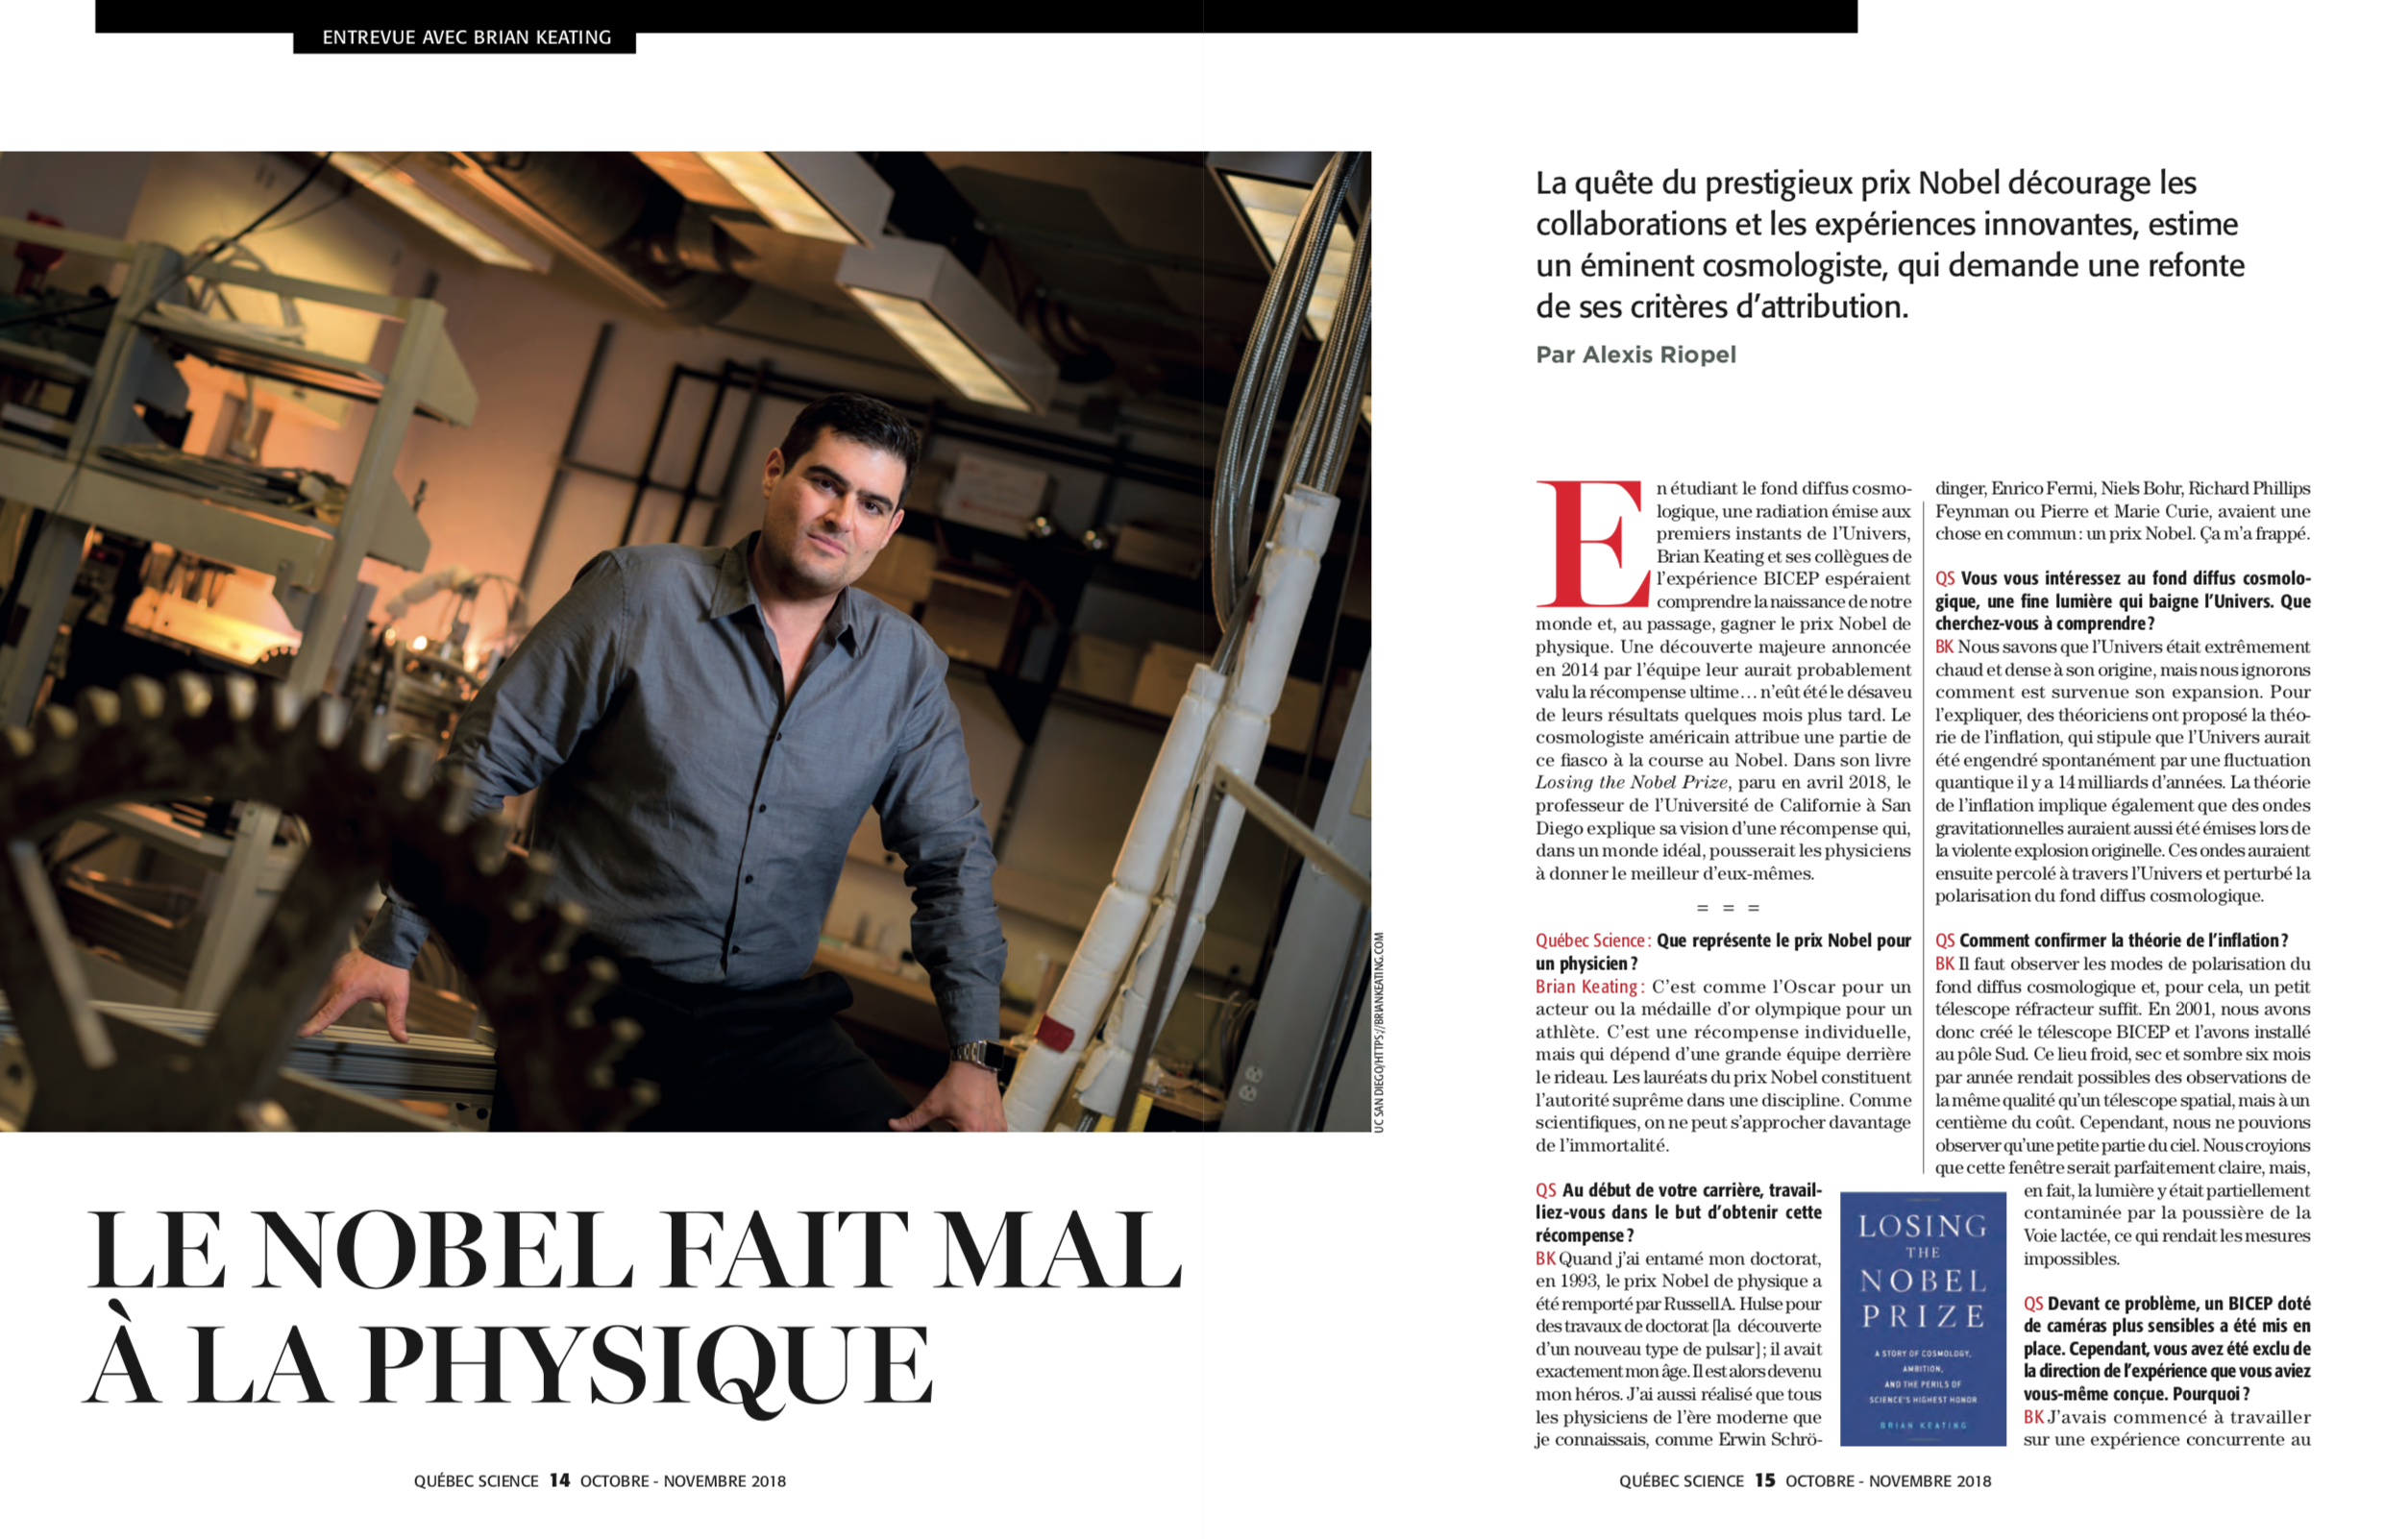 ENTREVUE AVEC BRIAN KEATING
UC SAN DIEGO/HTTPS://BRIANKEATING.COM
LE NOBEL FAIT MAL
À LA PHYSIQUE
QUÉBEC SCIENCE 14 OCTOBRE - NOVEMBRE 2018
La quête du prestigieux prix Nobel décourage les
collaborations et les expériences innovantes, estime
un éminent cosmologiste, qui demande une refonte
de ses critères d’attribution.
Par Alexis Riopel
En étudiant le fond diffus cosmo-
logique, une radiation émise aux
premiers instants de l’Univers,
Brian Keating et ses collègues de
l’expérience BICEP espéraient
comprendre la naissance de notre
monde et, au passage, gagner le prix Nobel de
physique. Une découverte majeure annoncée
en 2014 par l’équipe leur aurait probablement
valu la récompense ultime… n’eût été le désaveu
de leurs résultats quelques mois plus tard. Le
cosmologiste américain attribue une partie de
ce fiasco à la course au Nobel. Dans son livre
Losing the Nobel Prize, paru en avril 2018, le
professeur de l’Université de Californie à San
Diego explique sa vision d’une récompense qui,
dans un monde idéal, pousserait les physiciens
à donner le meilleur d’eux-mêmes.
= = =
Québec Science : Que représente le prix Nobel pour
un physicien ?
Brian Keating : C’est comme l’Oscar pour un
acteur ou la médaille d’or olympique pour un
athlète. C’est une récompense individuelle,
mais qui dépend d’une grande équipe derrière
le rideau. Les lauréats du prix Nobel constituent
l’autorité suprême dans une discipline. Comme
scientifiques, on ne peut s’approcher davantage
de l’immortalité.
QS Au début de votre carrière, travail-
liez-vous dans le but d’obtenir cette
récompense ?
BK Quand j’ai entamé mon doctorat,
en 1993, le prix Nobel de physique a
été remporté par Russell A. Hulse pour
des travaux de doctorat [la découverte
d’un nouveau type de pulsar] ; il avait
exactement mon âge. Il est alors devenu
mon héros. J’ai aussi réalisé que tous
les physiciens de l’ère moderne que
je connaissais, comme Erwin Schrö-
dinger, Enrico Fermi, Niels Bohr, Richard Phillips
Feynman ou Pierre et Marie Curie, avaient une
chose en commun : un prix Nobel. Ça m’a frappé.
QS Vous vous intéressez au fond diffus cosmolo-
gique, une fine lumière qui baigne l’Univers. Que
cherchez-vous à comprendre ?
BK Nous savons que l’Univers était extrêmement
chaud et dense à son origine, mais nous ignorons
comment est survenue son expansion. Pour
l’expliquer, des théoriciens ont proposé la théo-
rie de l’inflation, qui stipule que l’Univers aurait
été engendré spontanément par une fluctuation
quantique il y a 14 milliards d’années. La théorie
de l’inflation implique également que des ondes
gravitationnelles auraient aussi été émises lors de
la violente explosion originelle. Ces ondes auraient
ensuite percolé à travers l’Univers et perturbé la
polarisation du fond diffus cosmologique.
QS Comment confirmer la théorie de l’inflation ?
BK Il faut observer les modes de polarisation du
fond diffus cosmologique et, pour cela, un petit
télescope réfracteur suffit. En 2001, nous avons
donc créé le télescope BICEP et l’avons installé
au pôle Sud. Ce lieu froid, sec et sombre six mois
par année rendait possibles des observations de
la même qualité qu’un télescope spatial, mais à un
centième du coût. Cependant, nous ne pouvions
observer qu’une petite partie du ciel. Nous croyions
que cette fenêtre serait parfaitement claire, mais,
en fait, la lumière y était partiellement
contaminée par la poussière de la
Voie lactée, ce qui rendait les mesures
impossibles.
QS Devant ce problème, un BICEP doté
de caméras plus sensibles a été mis en
place. Cependant, vous avez été exclu de
la direction de l’expérience que vous aviez
vous-même conçue. Pourquoi ?
BK J’avais commencé à travailler
sur une expérience concurrente au
LOSING
THE
NOBEL
PRIZE
A STORY OF COSMOLOGY,
AMBITION,
AND THE PERILS OF
SCIENCE’S HIGHEST HONOR
BRIAN KEATING
QUÉBEC SCIENCE 15 OCTOBRE - NOVEMBRE 2018